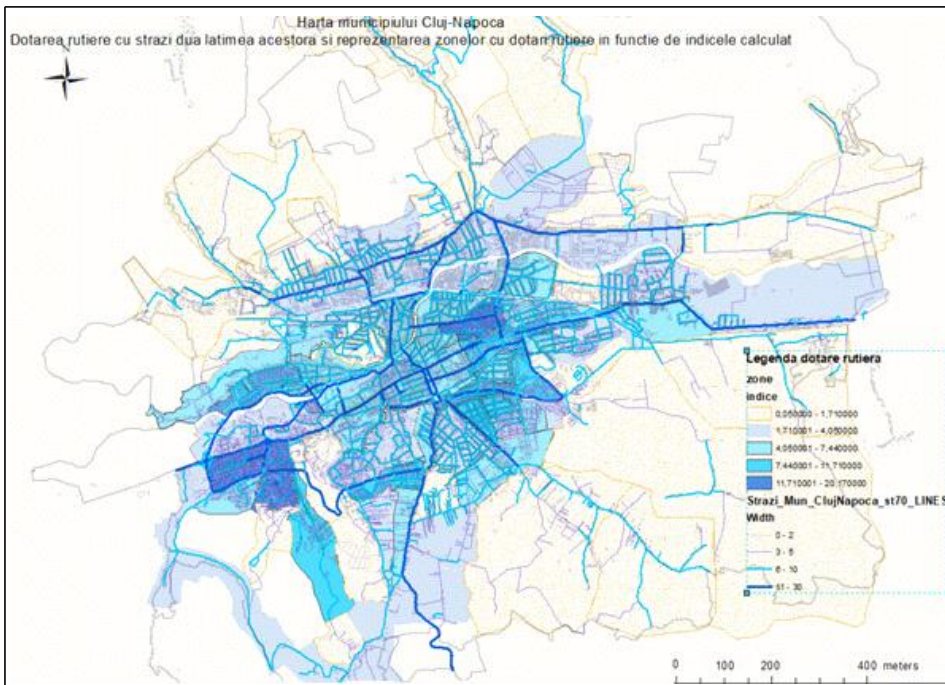 Harta municipiului Cluj-Napoca
Dotarea rutiere cu strazi dua latimea acestora si reprezentarea zonelor cu dotari rutiere in functie de indicele calculat
Legenda dotare rutiera
zone
indice
0,050000 - 1,710000
1,710001 - 4,050000
4,050001 - 7,440000
7,440001 - 11,710000
11,710001 - 20,170000
Strazi_Mun_ClujNapoca_st70_LINES
Width
0 - 2
3 - 5
6 - 10
11 - 30
0 100 200 400 meters